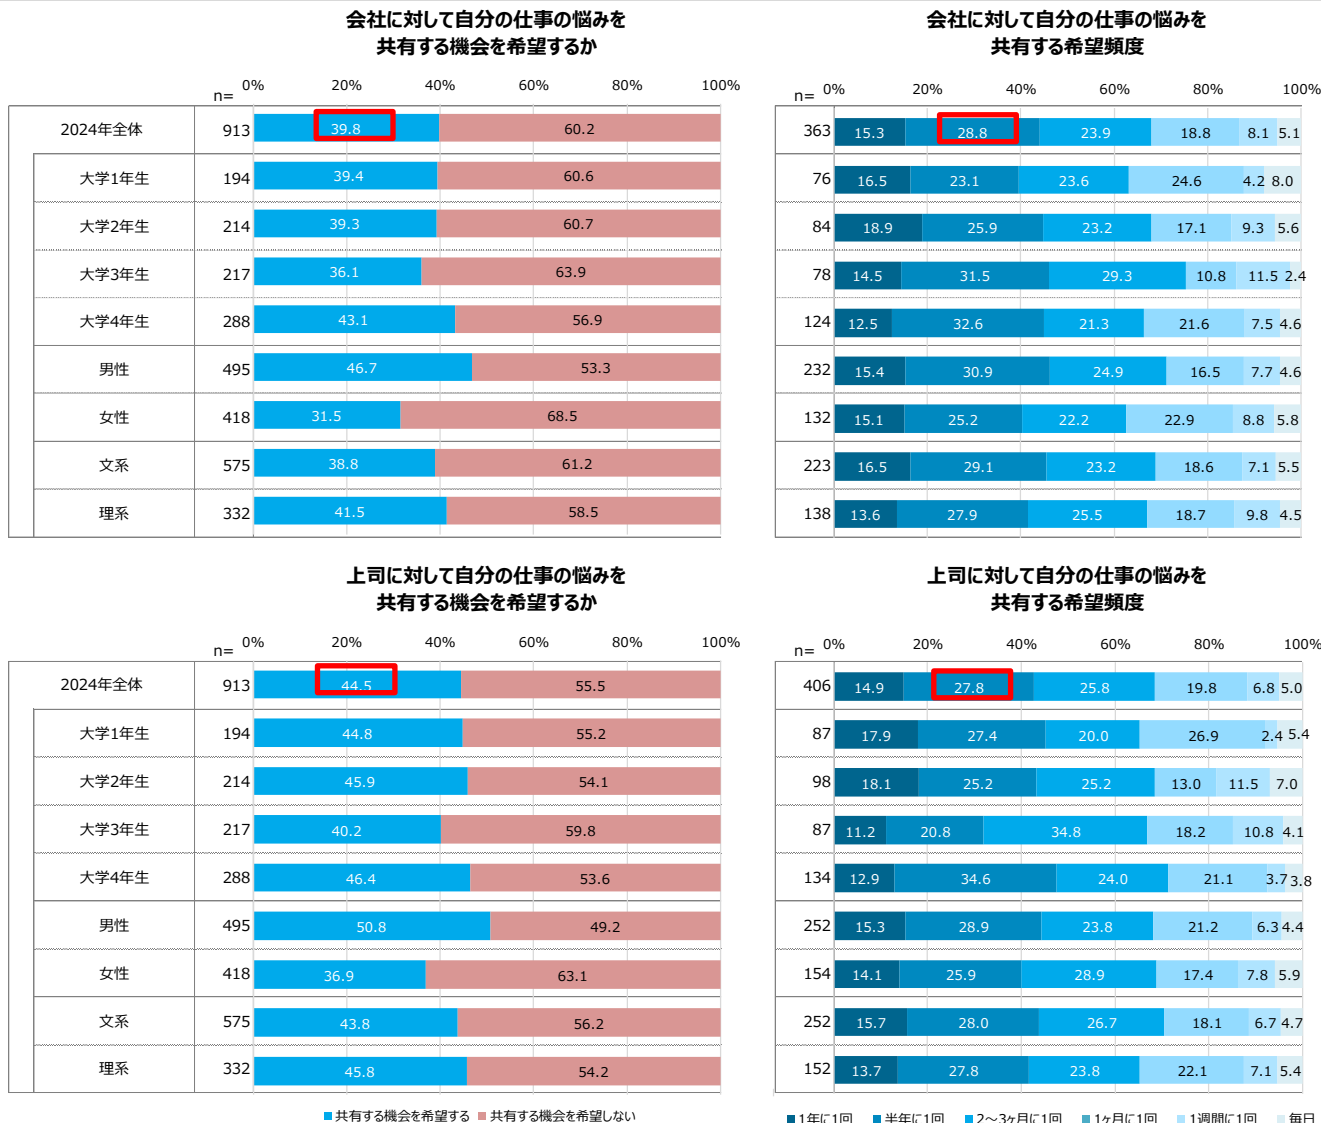 会社に対して自分の仕事の悩みを
共有する機会を希望するか
n= 0% 20% 40% 60% 80% 100%
2024年全体 913 39.8 60.2
大学1年生 194 39.4 60.6
大学2年生 214 39.3 60.7
大学3年生 217 36.1 63.9
大学4年生 288 43.1 56.9
男性 495 46.7 53.3
女性 418 31.5 68.5
文系 575 38.8 61.2
理系 332 41.5 58.5
会社に対して自分の仕事の悩みを
共有する希望頻度
n= 0% 20% 40% 60% 80% 100%
363 15.3 28.8 23.9 18.8 8.1 5.1
76 16.5 23.1 23.6 24.6 4.2 8.0
84 18.9 25.9 23.2 17.1 9.3 5.6
78 14.5 31.5 29.3 10.8 11.5 2.4
124 12.5 32.6 21.3 21.6 7.5 4.6
232 15.4 30.9 24.9 16.5 7.7 4.6
132 15.1 25.2 22.2 22.9 8.8 5.8
223 16.5 29.1 23.2 18.6 7.1 5.5
138 13.6 27.9 25.5 18.7 9.8 4.5
上司に対して自分の仕事の悩みを
共有する機会を希望するか
n= 0% 20% 40% 60% 80% 100%
2024年全体 913 44.5 55.5
大学1年生 194 44.8 55.2
大学2年生 214 45.9 54.1
大学3年生 217 40.2 59.8
大学4年生 288 46.4 53.6
男性 495 50.8 49.2
女性 418 36.9 63.1
文系 575 43.8 56.2
理系 332 45.8 54.2
■共有する機会を希望する ■共有する機会を希望しない
上司に対して自分の仕事の悩みを
共有する希望頻度
n= 0% 20% 40% 60% 80% 100%
406 14.9 27.8 25.8 19.8 6.8 5.0
87 17.9 27.4 20.0 26.9 2.4 5.4
98 18.1 25.2 25.2 13.0 11.5 7.0
87 11.2 20.8 34.8 18.2 10.8 4.1
134 12.9 34.6 24.0 21.1 3.7 3.8
252 15.3 28.9 23.8 21.2 6.3 4.4
154 14.1 25.9 28.9 17.4 7.8 5.9
252 15.7 28.0 26.7 18.1 6.7 4.7
152 13.7 27.8 23.8 22.1 7.1 5.4
■1年に1回 ■半年に1回 ■2～3ヶ月に1回 ■1ヶ月に1回 ■1週間に1回 ■毎日